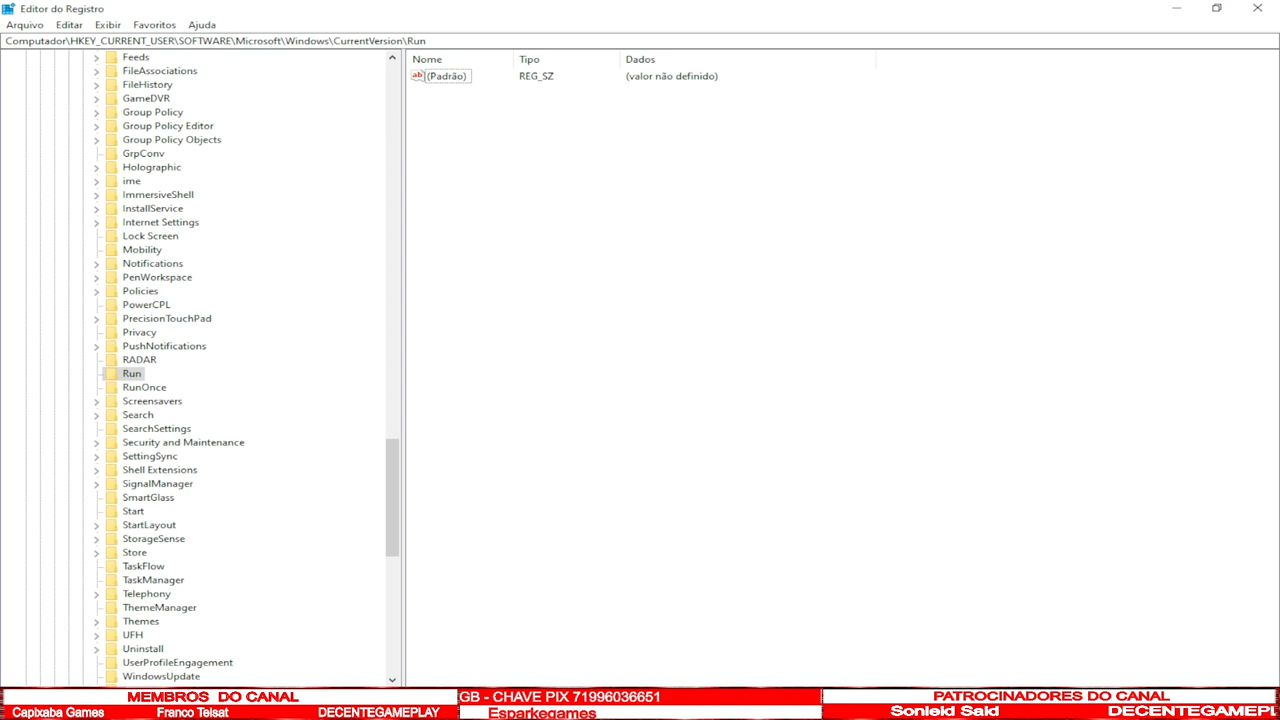 Editor do Registro
Arquivo Editar Exibir Favoritos Ajuda
Computador\HKEY_CURRENT_USER\SOFTWARE\Microsoft\Windows\CurrentVersion\Run
Nome Tipo Dados
(Padrão) REG_SZ (valor não definido)
Feeds
FileAssociations
FileHistory
GameDVR
Group Policy
Group Policy Editor
Group Policy Objects
GrpConv
Holographic
ime
ImmersiveShell
InstallService
Internet Settings
Lock Screen
Mobility
Notifications
PenWorkspace
Policies
PowerCPL
PrecisionTouchPad
Privacy
PushNotifications
RADAR
Run
RunOnce
Screensavers
Search
SearchSettings
Security and Maintenance
SettingSync
Shell Extensions
SignalManager
SmartGlass
Start
StartLayout
StorageSense
Store
TaskFlow
TaskManager
Telephony
ThemeManager
Themes
UFH
Uninstall
UserProfileEngagement
WindowsUpdate
MEMBROS DO CANAL
Capixaba Games Franco Telsat DECENTEGAMEPLAY
GB - CHAVE PIX 71996036651
Esparkegames
PATROCINADORES DO CANAL
Sonleid Said DECENTEGAMEPL